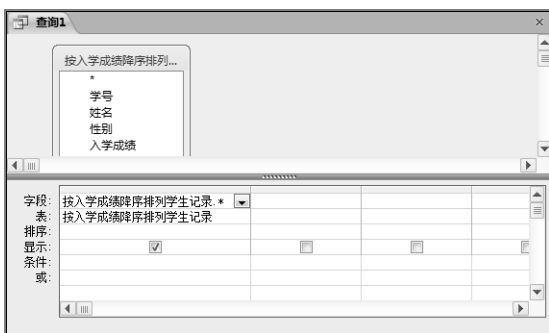 查询1
按入学成绩降序排列...
*
学号
姓名
性别
入学成绩
字段: 按入学成绩降序排列学生记录.*
表: 按入学成绩降序排列学生记录
排序:
显示:
条件:
或: